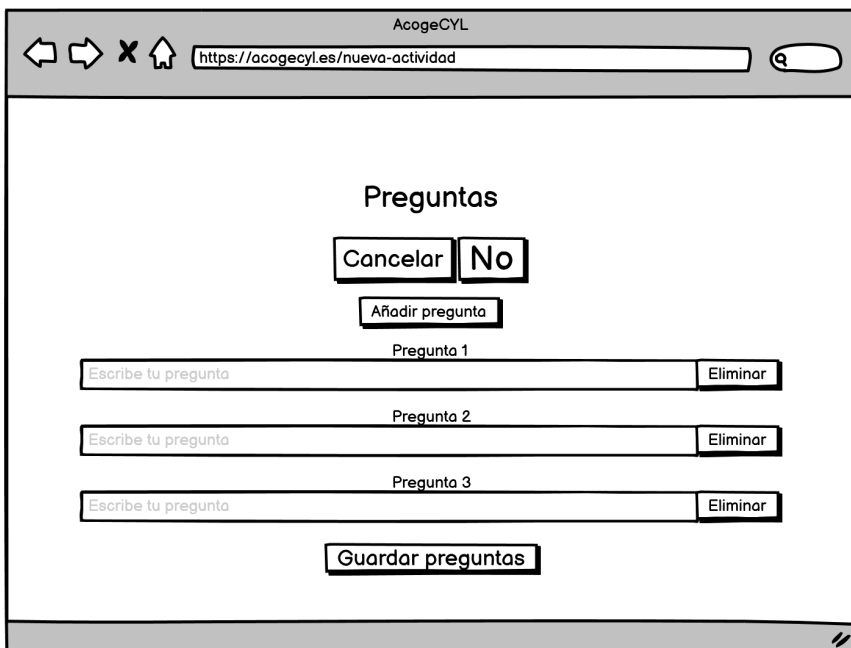 AcogeCYL
https://acogecyl.es/nueva-actividad
Preguntas
Cancelar No
Añadir pregunta
Pregunta 1
Escribe tu pregunta Eliminar
Pregunta 2
Escribe tu pregunta Eliminar
Pregunta 3
Escribe tu pregunta Eliminar
Guardar preguntas